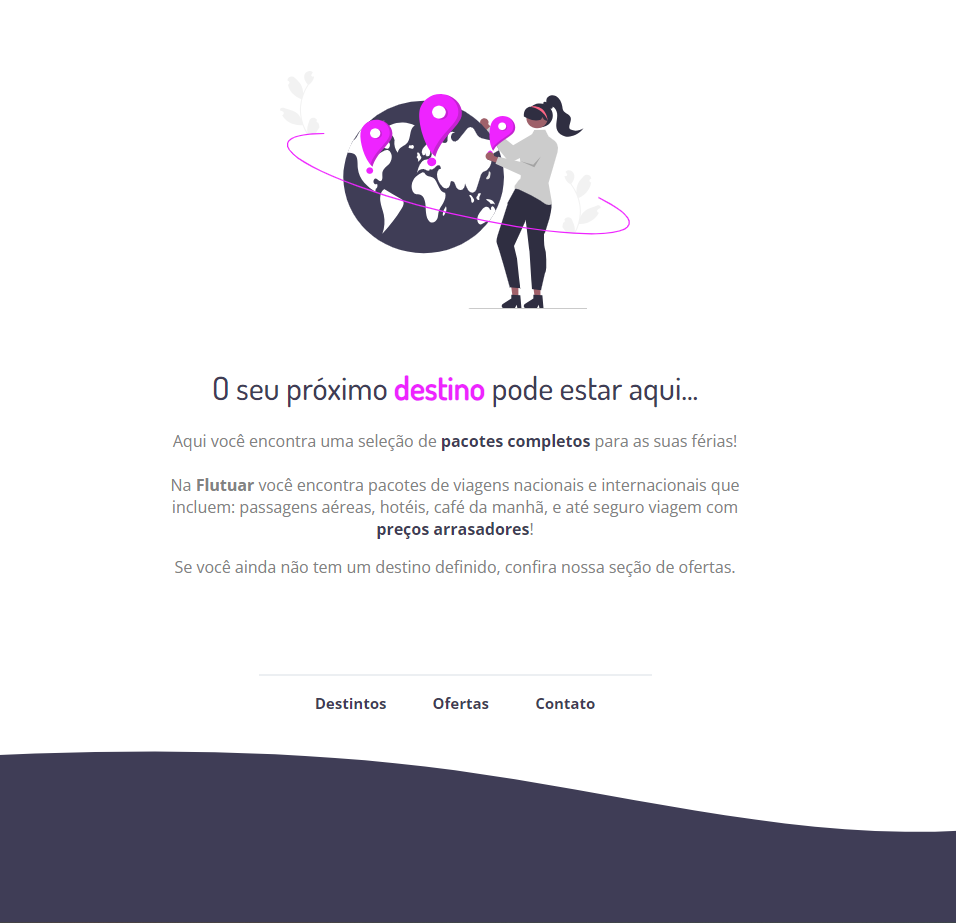 O seu próximo destino pode estar aqui...
Aqui você encontra uma seleção de pacotes completos para as suas férias!
Na Flutuar você encontra pacotes de viagens nacionais e internacionais que
incluem: passagens aéreas, hotéis, café da manhã, e até seguro viagem com
preços arrasadores!
Se você ainda não tem um destino definido, confira nossa seção de ofertas.
Destintos Ofertas Contato